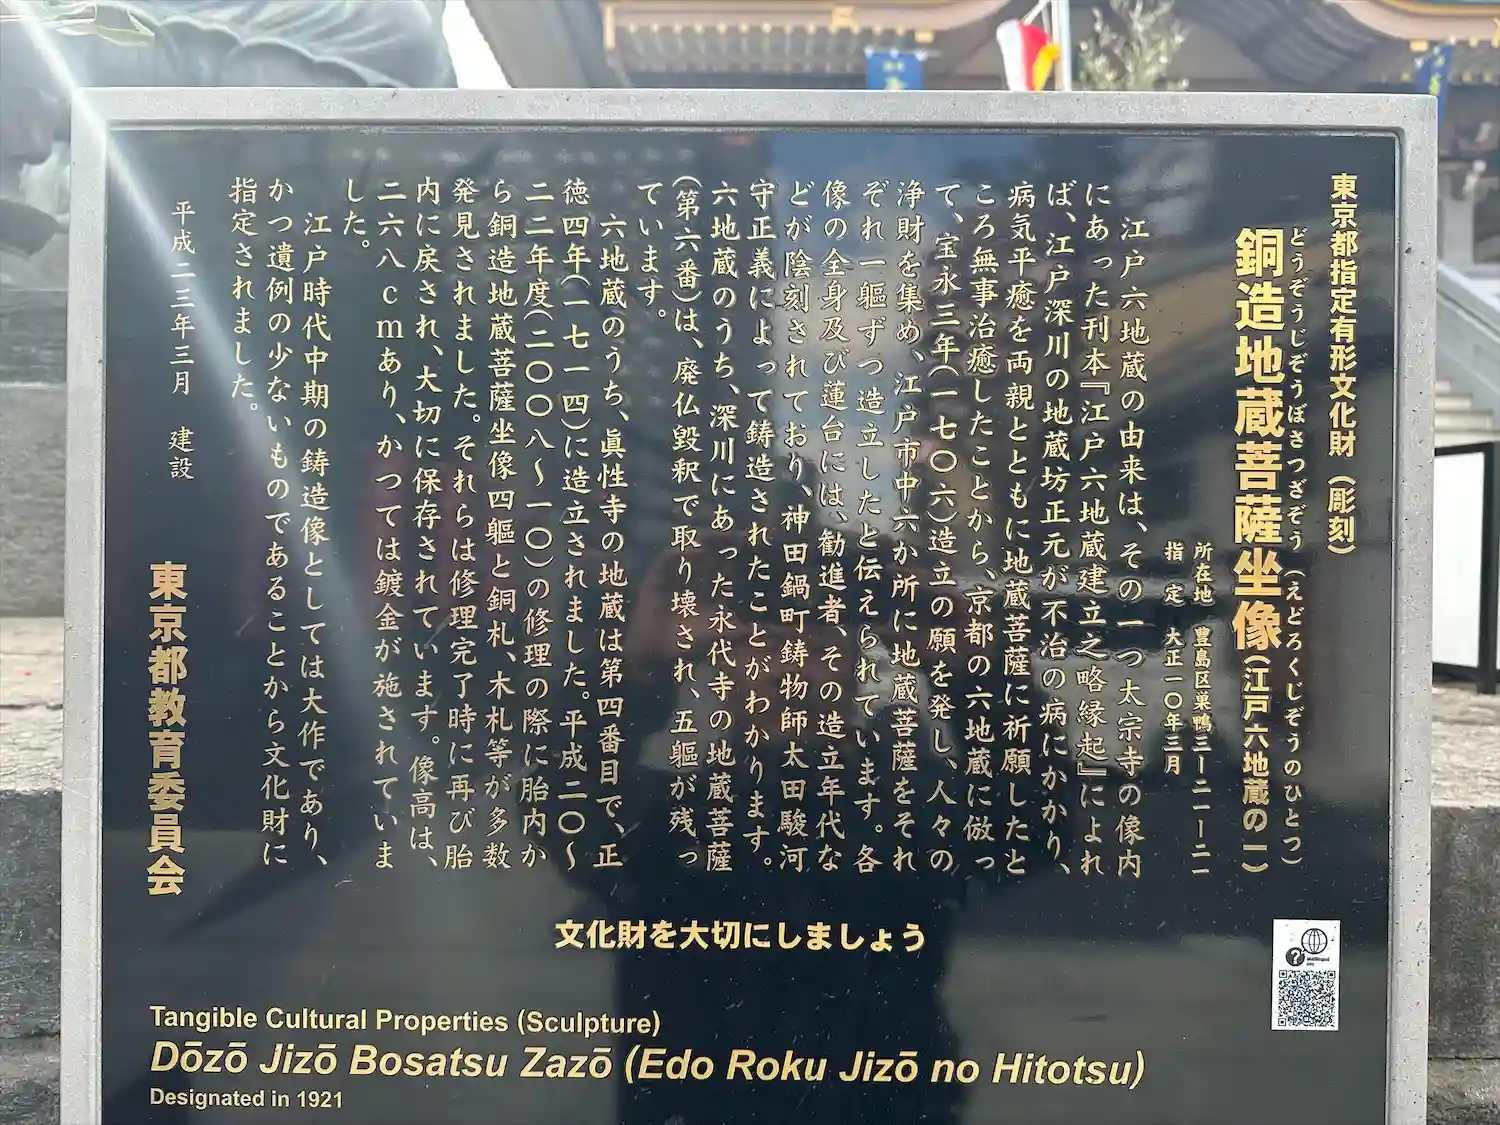 東京都指定有形文化財（彫刻）
どうぞうじぞうぼさつざぞう（えどろくじぞうのひとつ）
銅造地蔵菩薩坐像（江戸六地蔵の一）
所在地　豊島区巣鴨三ー二一ー二一
指　定　大正一〇年三月
江戸六地蔵の由来は、その一つ太宗寺の像内
にあった刊本『江戸六地蔵建立之略縁起』によれ
ば、江戸深川の地蔵坊正元が不治の病にかかり、
病気平癒を両親とともに地蔵菩薩に祈願したと
ころ無事治癒したことから、京都の六地蔵に倣っ
て、宝永三年（一七〇六）造立の願を発し、人々の
浄財を集め、江戸市中六か所に地蔵菩薩をそれ
ぞれ一軀ずつ造立したと伝えられています。各
像の全身及び蓮台には、勧進者、その造立年代な
どが陰刻されており、神田鍋町鋳物師太田駿河
守正義によって鋳造されたことがわかります。
六地蔵のうち、深川にあった永代寺の地蔵菩薩
（第六番）は、廃仏毀釈で取り壊され、五軀が残っ
ています。
六地蔵のうち、眞性寺の地蔵は第四番目で、正
徳四年（一七一四）に造立されました。平成二〇〜
二二年度（二〇〇八〜一〇）の修理の際に胎内か
ら銅造地蔵菩薩坐像四軀と銅札、木札等が多数
発見されました。それらは修理完了時に再び胎
内に戻され、大切に保存されています。像高は、
二六八ｃｍあり、かつては鍍金が施されていま
した。
江戸時代中期の鋳造像としては大作であり、
かつ遺例の少ないものであることから文化財に
指定されました。
平成二三年三月　建設
東京都教育委員会
文化財を大切にしましょう
Multilingual
Tangible Cultural Properties (Sculpture)
Dōzō Jizō Bosatsu Zazō (Edo Roku Jizō no Hitotsu)
Designated in 1921